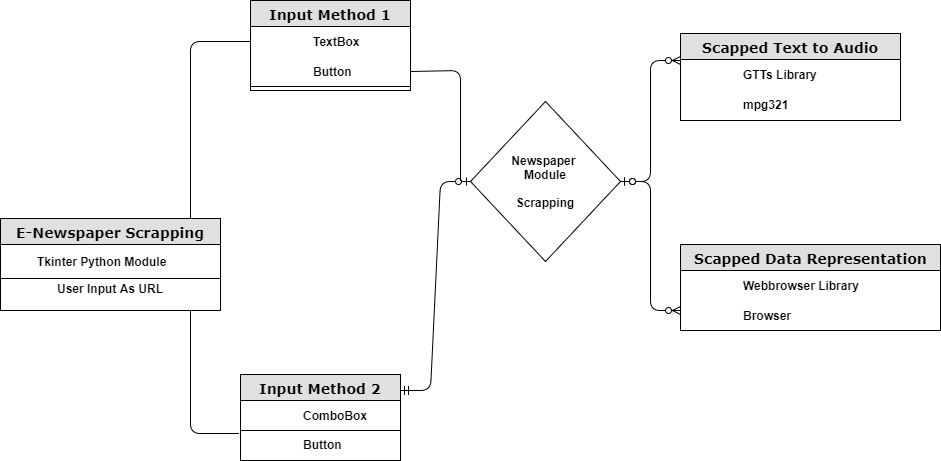 Input Method 1
TextBox
Button
E-Newspaper Scrapping
Tkinter Python Module
User Input As URL
Input Method 2
ComboBox
Button
Newspaper
Module
Scrapping
Scapped Text to Audio
GTTs Library
mpg321
Scapped Data Representation
Webbrowser Library
Browser